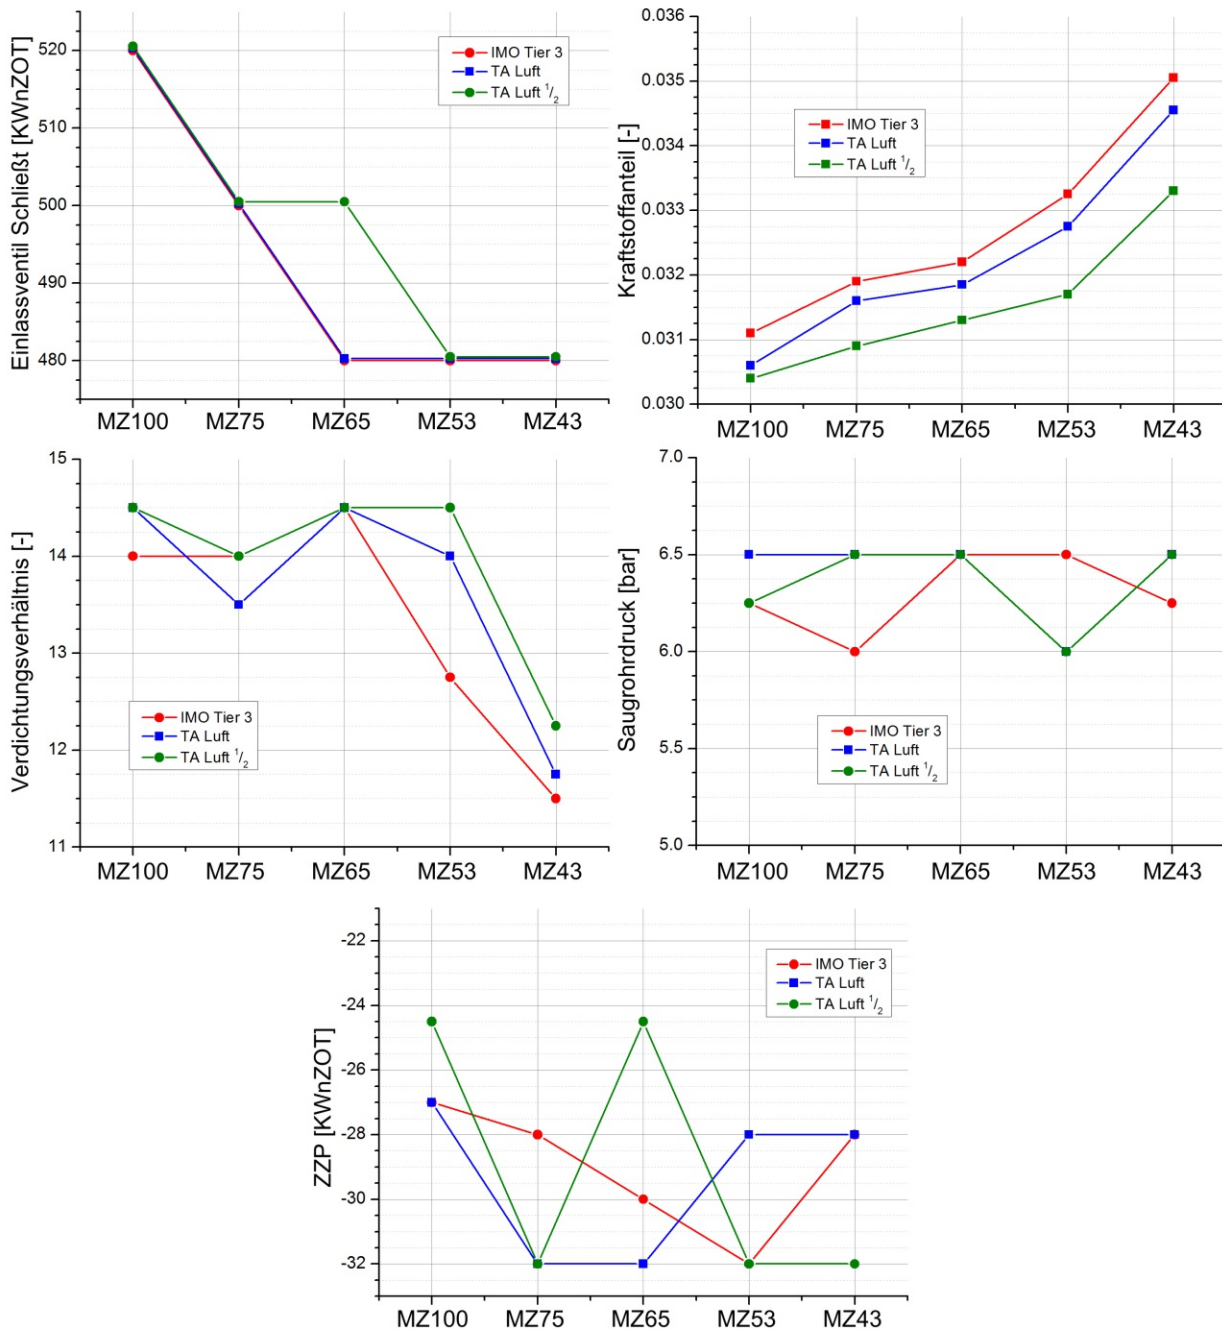 Einlassventil Schließt [KWnZOT]
520
510
500
490
480
IMO Tier 3
TA Luft
TA Luft 1/2
MZ100 MZ75 MZ65 MZ53 MZ43
Kraftstoffanteil [-]
0.036
0.035
0.034
0.033
0.032
0.031
0.030
IMO Tier 3
TA Luft
TA Luft 1/2
MZ100 MZ75 MZ65 MZ53 MZ43
Verdichtungsverhältnis [-]
15
14
13
12
11
IMO Tier 3
TA Luft
TA Luft 1/2
MZ100 MZ75 MZ65 MZ53 MZ43
Saugrohrdruck [bar]
7.0
6.5
6.0
5.5
5.0
IMO Tier 3
TA Luft
TA Luft 1/2
MZ100 MZ75 MZ65 MZ53 MZ43
ZZP [KWnZOT]
-22
-24
-26
-28
-30
-32
IMO Tier 3
TA Luft
TA Luft 1/2
MZ100 MZ75 MZ65 MZ53 MZ43